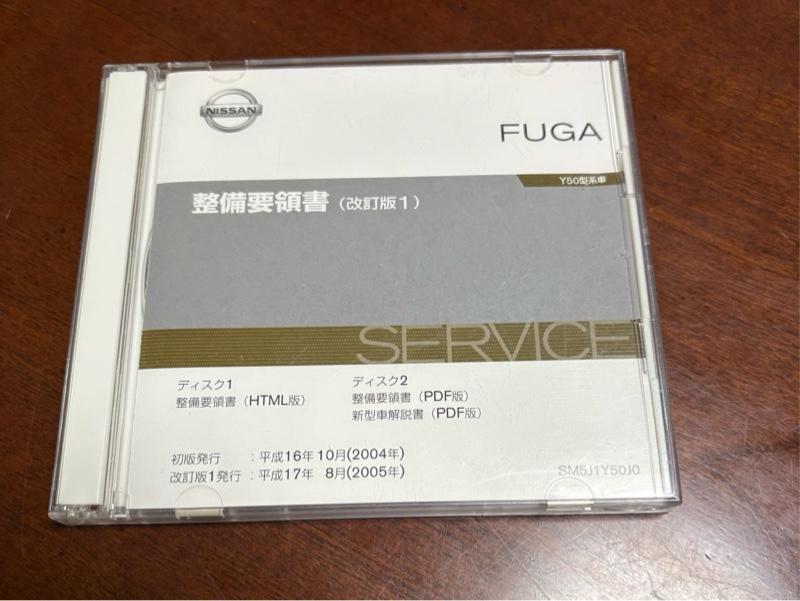 NISSAN
FUGA
Y50型系車
整備要領書（改訂版1）
SERVICE
ディスク1
整備要領書（HTML版）
ディスク2
整備要領書（PDF版）
新型車解説書（PDF版）
初版発行　：平成16年10月(2004年)
改訂版1発行　：平成17年　8月(2005年)
SM5J1Y50J0